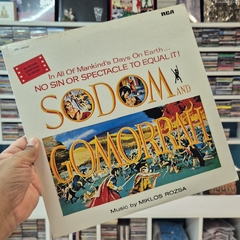 RCA
In All of Mankind's Days On Earth...
NO SIN OR SPECTACLE TO EQUAL IT!
SODOM AND
GOMORRAH
Music by MIKLOS ROZSA